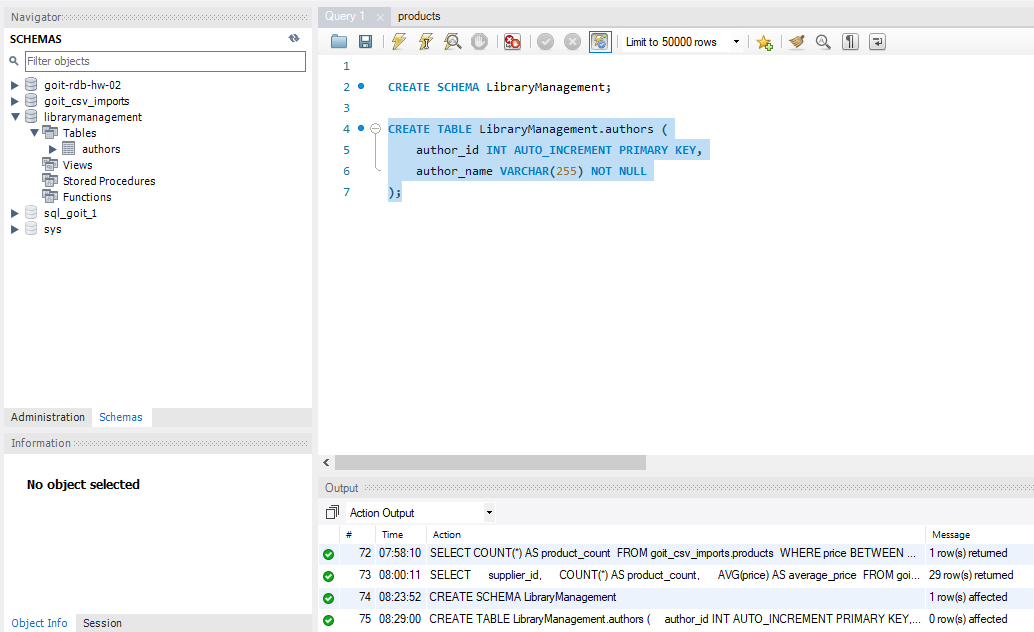 Navigator
SCHEMAS
Filter objects
goit-rdb-hw-02
goit_csv_imports
librarymanagement
Tables
authors
Views
Stored Procedures
Functions
sql_goit_1
sys
Administration Schemas
Information
No object selected
Object Info Session
Query 1 products
Limit to 50000 rows
1
2 CREATE SCHEMA LibraryManagement;
3
4 CREATE TABLE LibraryManagement.authors (
5 author_id INT AUTO_INCREMENT PRIMARY KEY,
6 author_name VARCHAR(255) NOT NULL
7 );
Output
Action Output
# Time Action Message
72 07:58:10 SELECT COUNT(*) AS product_count FROM goit_csv_imports.products WHERE price BETWEEN ... 1 row(s) returned
73 08:00:11 SELECT supplier_id, COUNT(*) AS product_count, AVG(price) AS average_price FROM goi... 29 row(s) returned
74 08:23:52 CREATE SCHEMA LibraryManagement 1 row(s) affected
75 08:29:00 CREATE TABLE LibraryManagement.authors ( author_id INT AUTO_INCREMENT PRIMARY KEY,... 0 row(s) affected